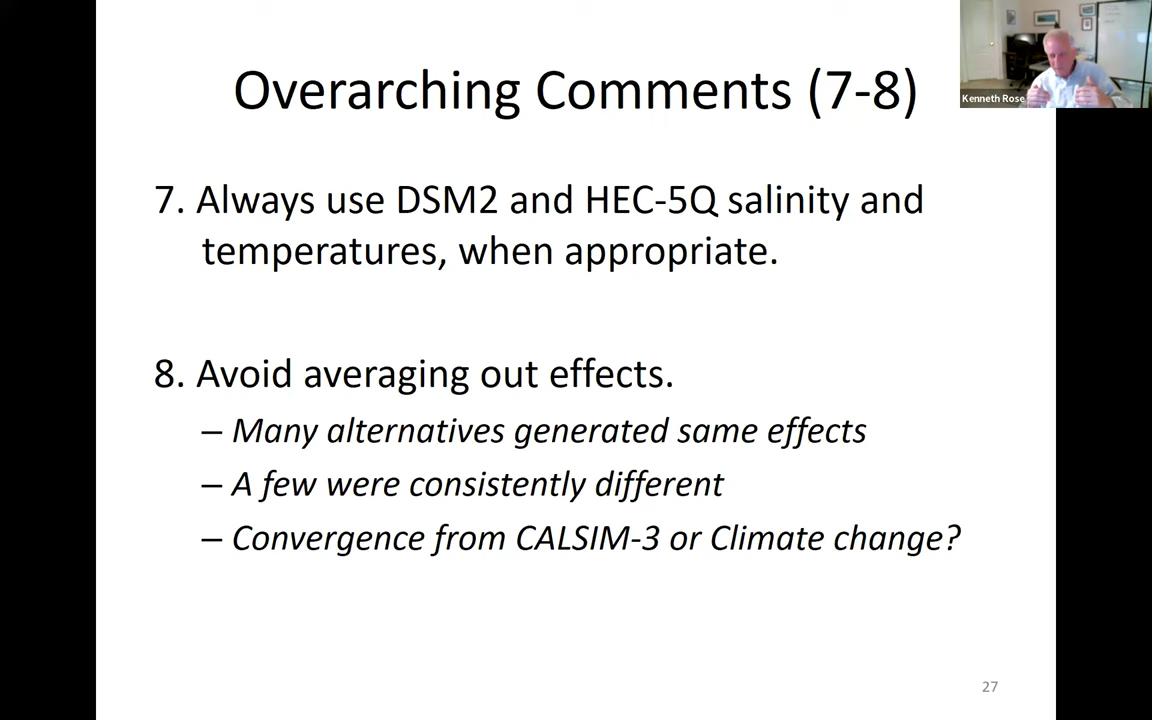 Overarching Comments (7-8)
Kenneth Rose
7. Always use DSM2 and HEC-5Q salinity and
temperatures, when appropriate.
8. Avoid averaging out effects.
– Many alternatives generated same effects
– A few were consistently different
– Convergence from CALSIM-3 or Climate change?
27